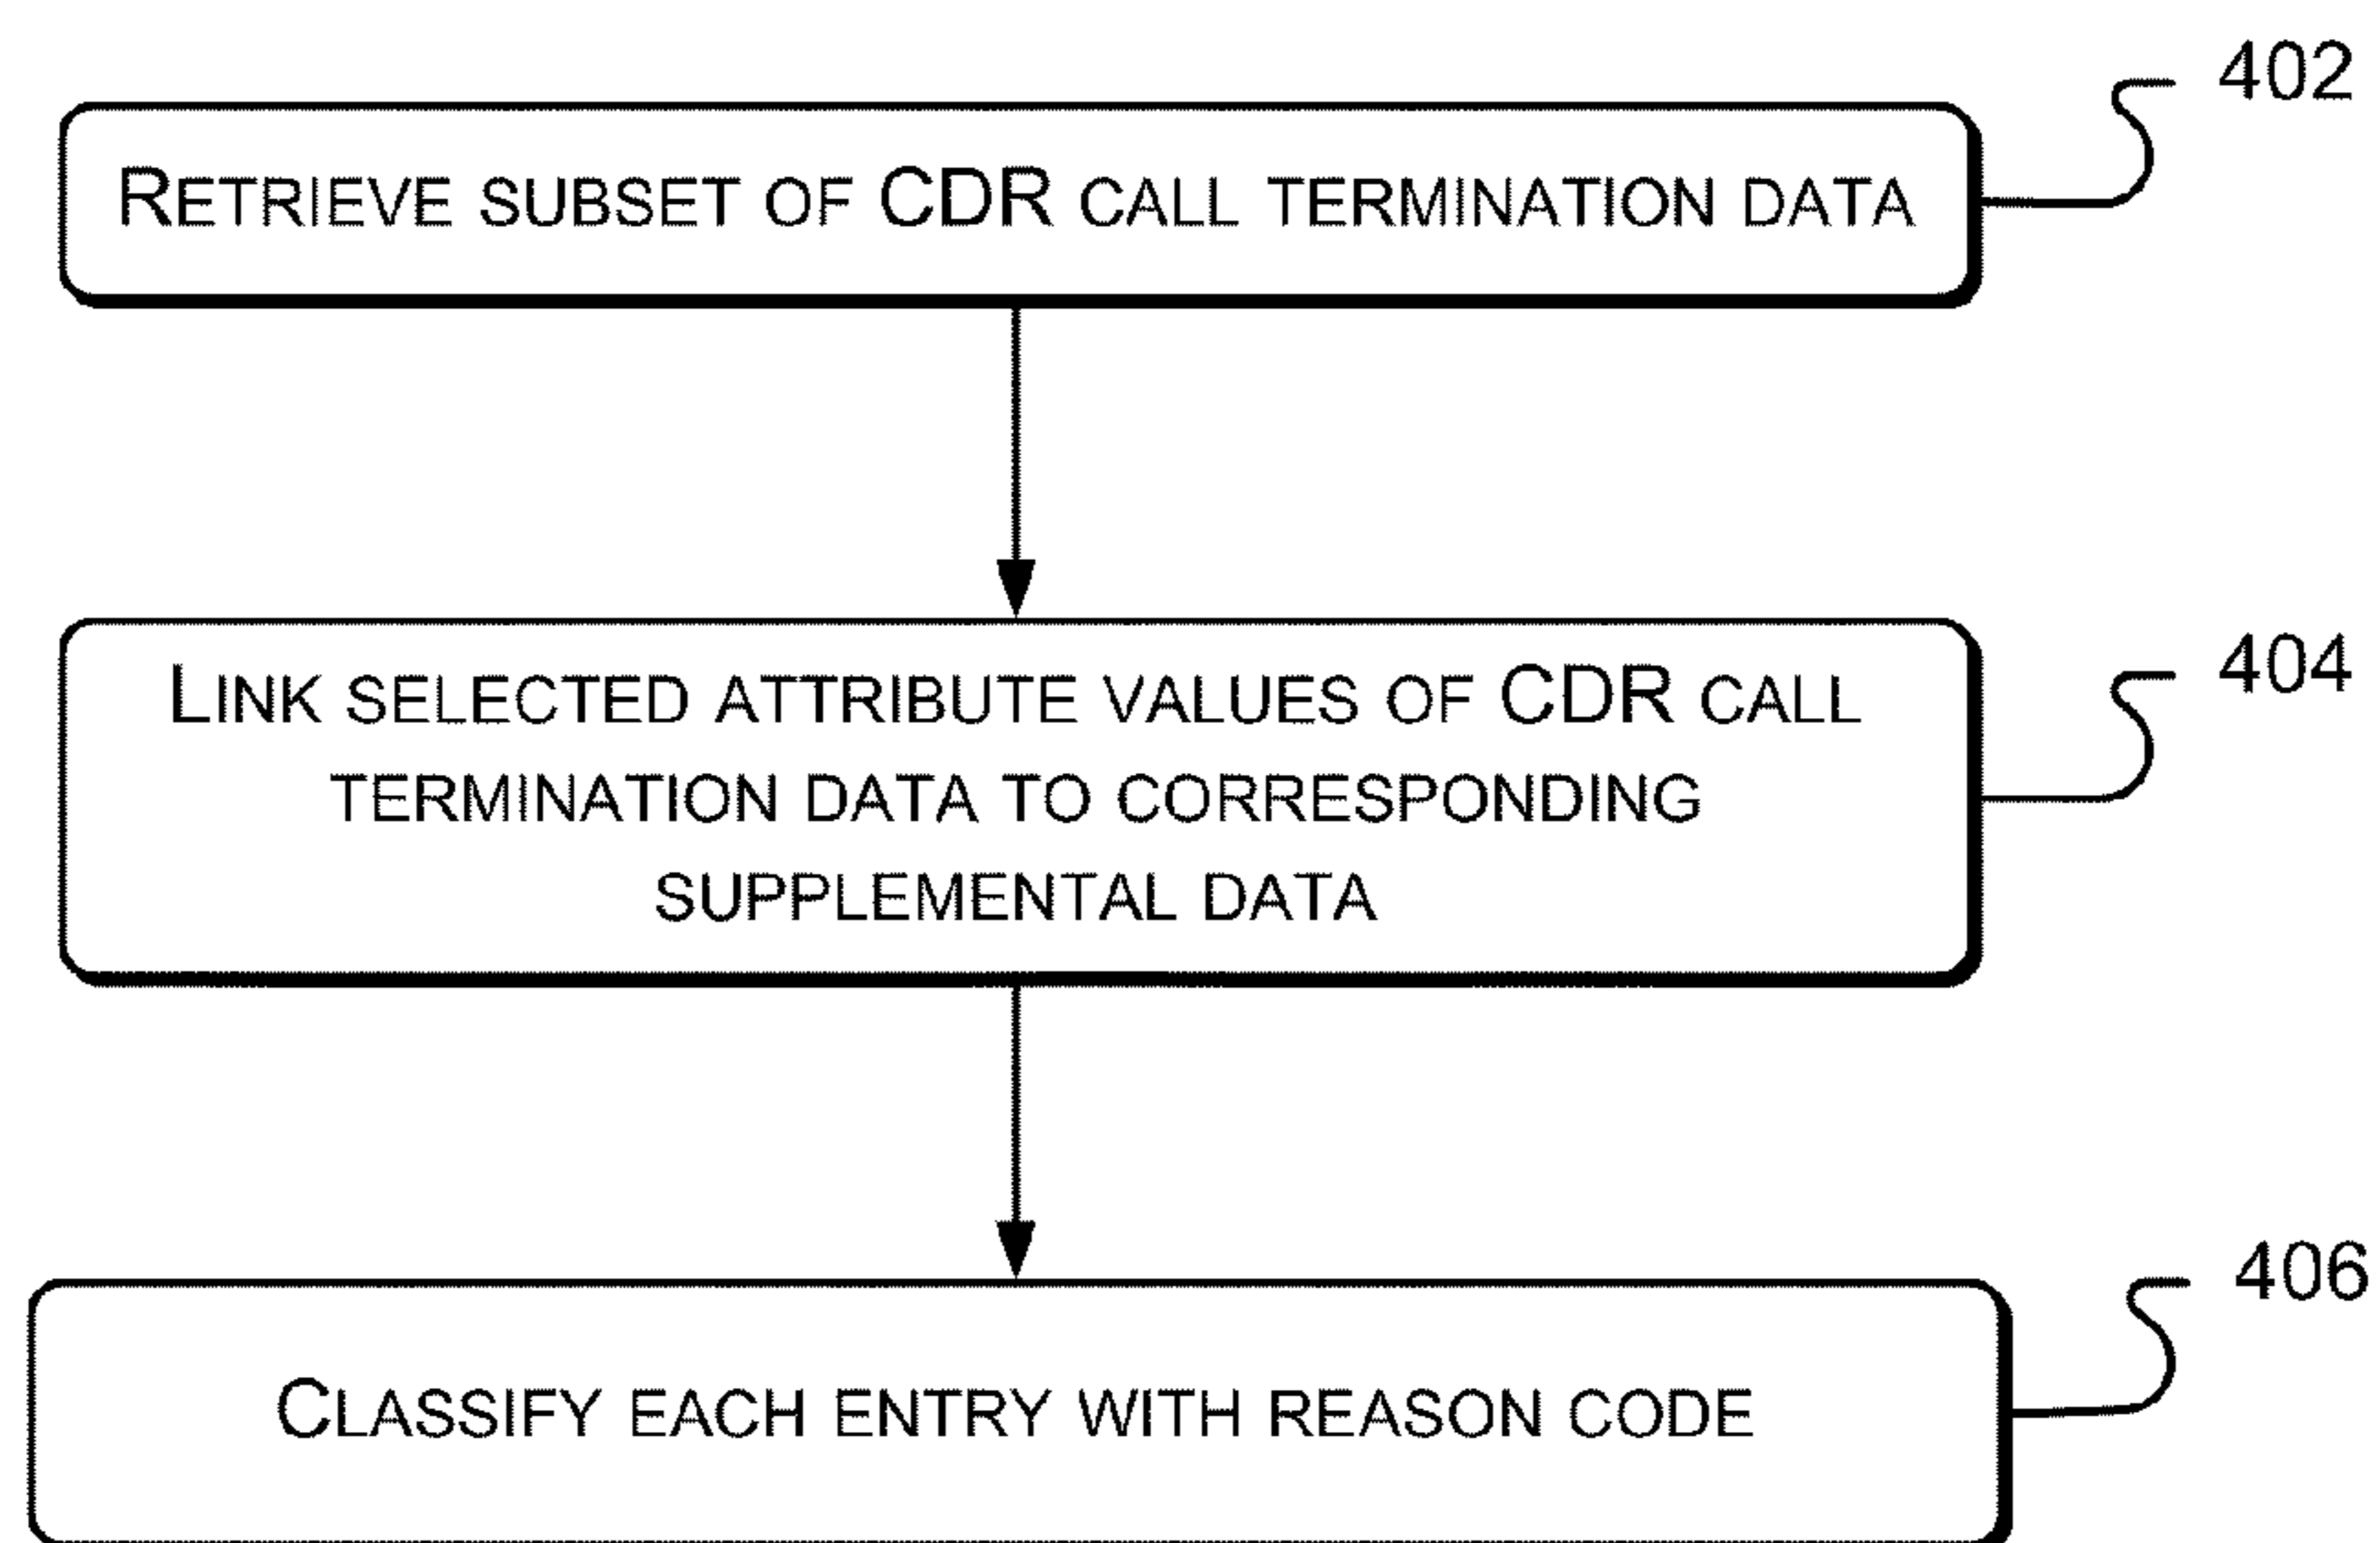 402
RETRIEVE SUBSET OF CDR CALL TERMINATION DATA
404
LINK SELECTED ATTRIBUTE VALUES OF CDR CALL
TERMINATION DATA TO CORRESPONDING
SUPPLEMENTAL DATA
406
CLASSIFY EACH ENTRY WITH REASON CODE